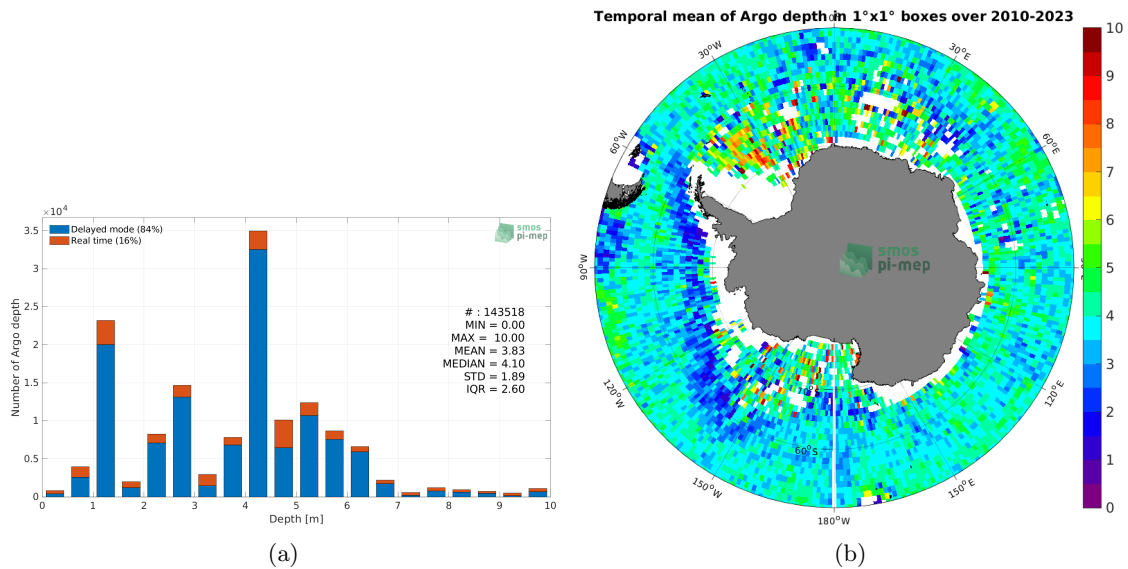 ×10⁴
3.5
3
2.5
2
1.5
1
0.5
0
Number of Argo depth
0 1 2 3 4 5 6 7 8 9 10
Depth [m]
Delayed mode (84%)
Real time (16%)
smos
pi-mep
# : 143518
MIN = 0.00
MAX = 10.00
MEAN = 3.83
MEDIAN = 4.10
STD = 1.89
IQR = 2.60
(a)
Temporal mean of Argo depth in 1°x1° boxes over 2010-2023
30°W
30°E
60°W
60°E
90°W
smos
pi-mep
120°W
120°E
70°S
60°S
150°W
150°E
180°W
10
9
8
7
6
5
4
3
2
1
0
(b)